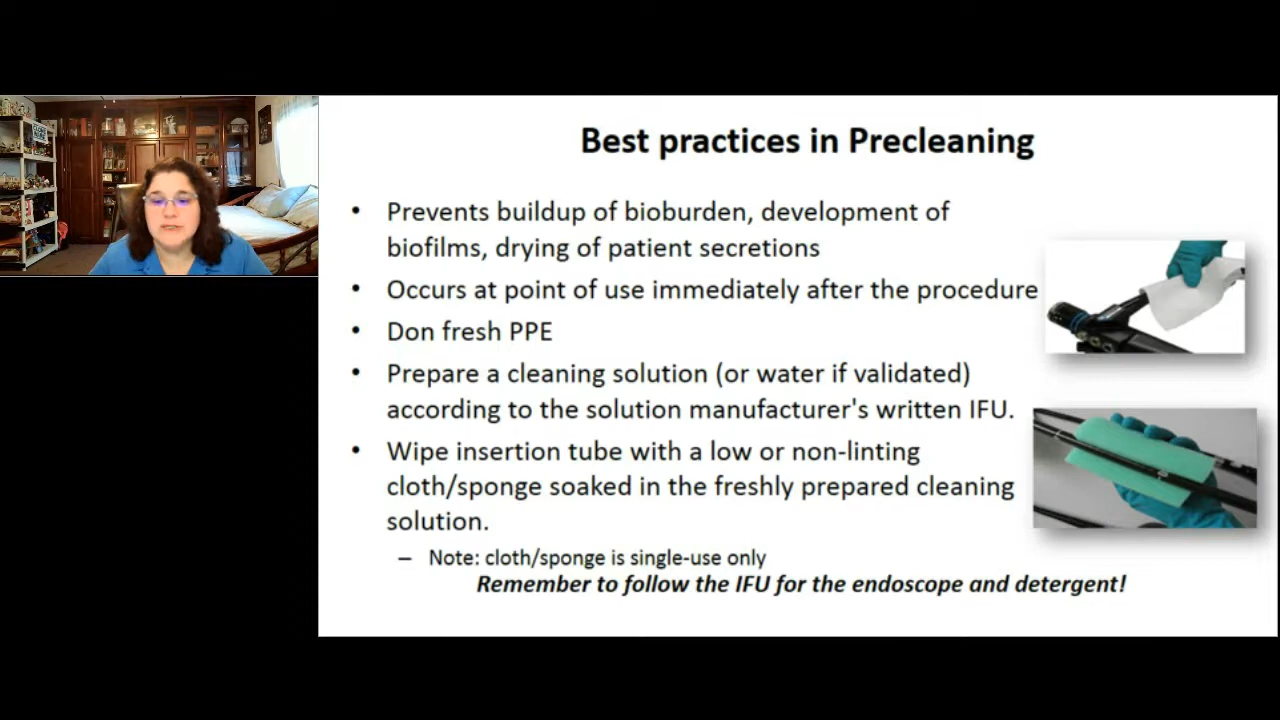 Best practices in Precleaning
• Prevents buildup of bioburden, development of
biofilms, drying of patient secretions
• Occurs at point of use immediately after the procedure
• Don fresh PPE
• Prepare a cleaning solution (or water if validated)
according to the solution manufacturer's written IFU.
• Wipe insertion tube with a low or non-linting
cloth/sponge soaked in the freshly prepared cleaning
solution.
– Note: cloth/sponge is single-use only
Remember to follow the IFU for the endoscope and detergent!